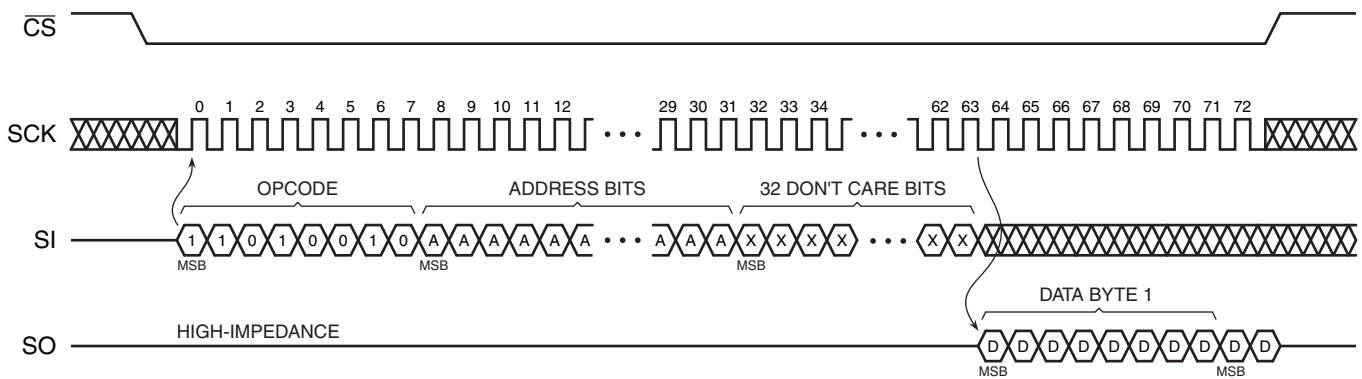 CS
0 1 2 3 4 5 6 7 8 9 10 11 12 29 30 31 32 33 34 62 63 64 65 66 67 68 69 70 71 72
SCK
OPCODE ADDRESS BITS 32 DON'T CARE BITS
SI 1 1 0 1 0 0 1 0 A A A A A A A A A X X X X X X
MSB MSB MSB
DATA BYTE 1
HIGH-IMPEDANCE
SO D D D D D D D D D D
MSB MSB